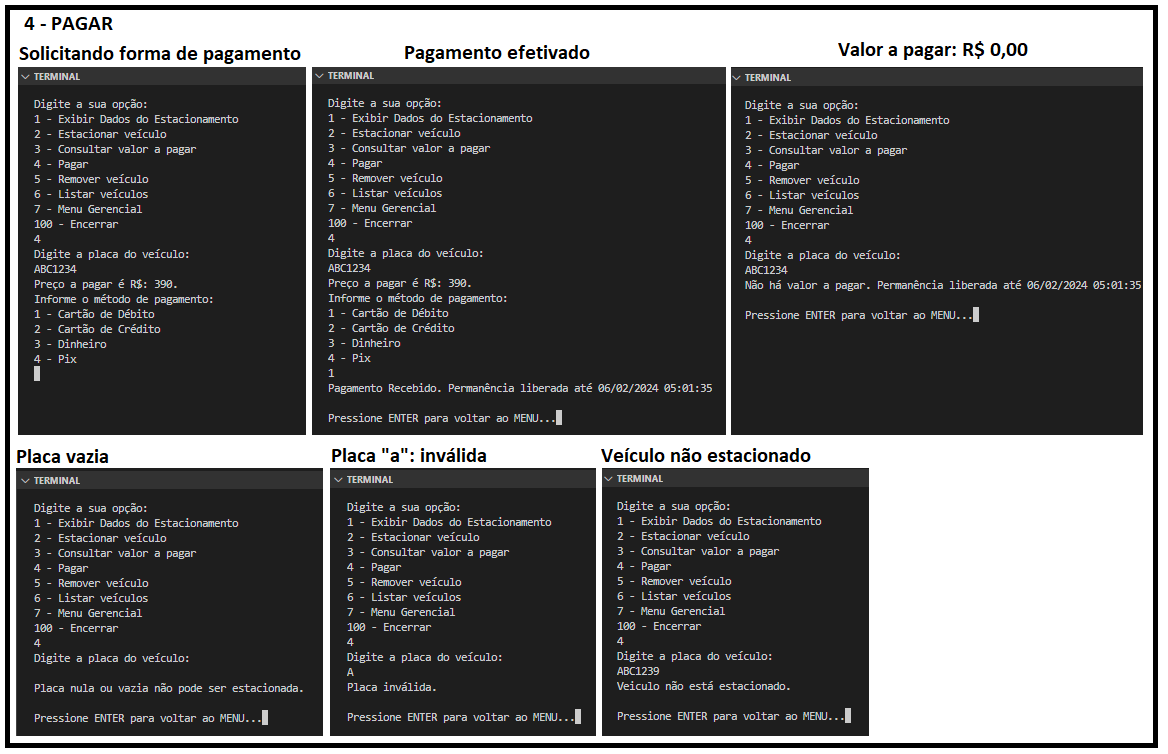 4 - PAGAR
Solicitando forma de pagamento
TERMINAL
Digite a sua opção:
1 - Exibir Dados do Estacionamento
2 - Estacionar veículo
3 - Consultar valor a pagar
4 - Pagar
5 - Remover veículo
6 - Listar veículos
7 - Menu Gerencial
100 - Encerrar
4
Digite a placa do veículo:
ABC1234
Preço a pagar é R$: 390.
Informe o método de pagamento:
1 - Cartão de Débito
2 - Cartão de Crédito
3 - Dinheiro
4 - Pix
Pagamento efetivado
TERMINAL
Digite a sua opção:
1 - Exibir Dados do Estacionamento
2 - Estacionar veículo
3 - Consultar valor a pagar
4 - Pagar
5 - Remover veículo
6 - Listar veículos
7 - Menu Gerencial
100 - Encerrar
4
Digite a placa do veículo:
ABC1234
Preço a pagar é R$: 390.
Informe o método de pagamento:
1 - Cartão de Débito
2 - Cartão de Crédito
3 - Dinheiro
4 - Pix
1
Pagamento Recebido. Permanência liberada até 06/02/2024 05:01:35
Pressione ENTER para voltar ao MENU...
Valor a pagar: R$ 0,00
TERMINAL
Digite a sua opção:
1 - Exibir Dados do Estacionamento
2 - Estacionar veículo
3 - Consultar valor a pagar
4 - Pagar
5 - Remover veículo
6 - Listar veículos
7 - Menu Gerencial
100 - Encerrar
4
Digite a placa do veículo:
ABC1234
Não há valor a pagar. Permanência liberada até 06/02/2024 05:01:35
Pressione ENTER para voltar ao MENU...
Placa vazia
TERMINAL
Digite a sua opção:
1 - Exibir Dados do Estacionamento
2 - Estacionar veículo
3 - Consultar valor a pagar
4 - Pagar
5 - Remover veículo
6 - Listar veículos
7 - Menu Gerencial
100 - Encerrar
4
Digite a placa do veículo:
Placa nula ou vazia não pode ser estacionada.
Pressione ENTER para voltar ao MENU...
Placa "a": inválida
TERMINAL
Digite a sua opção:
1 - Exibir Dados do Estacionamento
2 - Estacionar veículo
3 - Consultar valor a pagar
4 - Pagar
5 - Remover veículo
6 - Listar veículos
7 - Menu Gerencial
100 - Encerrar
4
Digite a placa do veículo:
A
Placa inválida.
Pressione ENTER para voltar ao MENU...
Veículo não estacionado
TERMINAL
Digite a sua opção:
1 - Exibir Dados do Estacionamento
2 - Estacionar veículo
3 - Consultar valor a pagar
4 - Pagar
5 - Remover veículo
6 - Listar veículos
7 - Menu Gerencial
100 - Encerrar
4
Digite a placa do veículo:
ABC1239
Veiculo não está estacionado.
Pressione ENTER para voltar ao MENU...